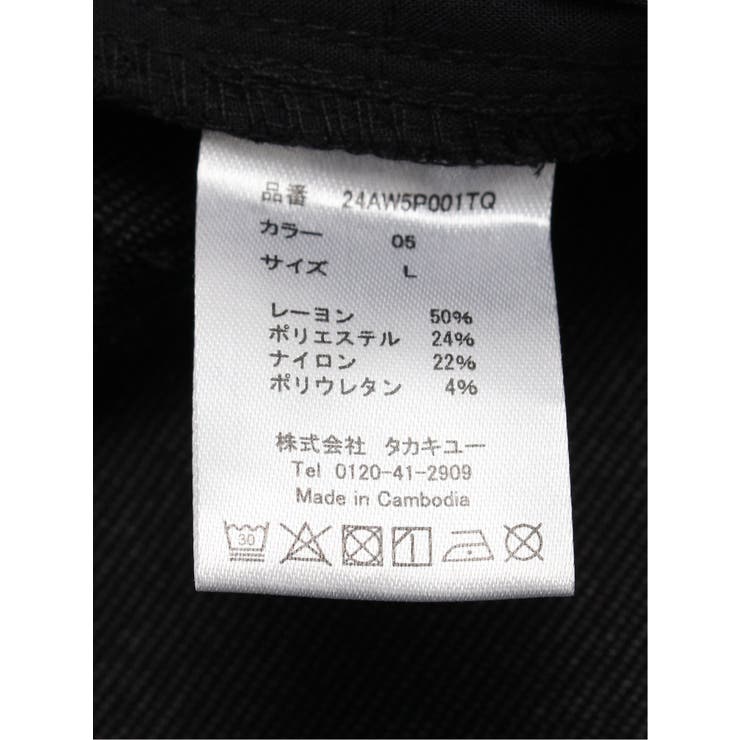 品番 24AW5P001TQ
カラー 05
サイズ L
レーヨン 50%
ポリエステル 24%
ナイロン 22%
ポリウレタン 4%
株式会社 タカキユー
Tel 0120-41-2909
Made in Cambodia
30